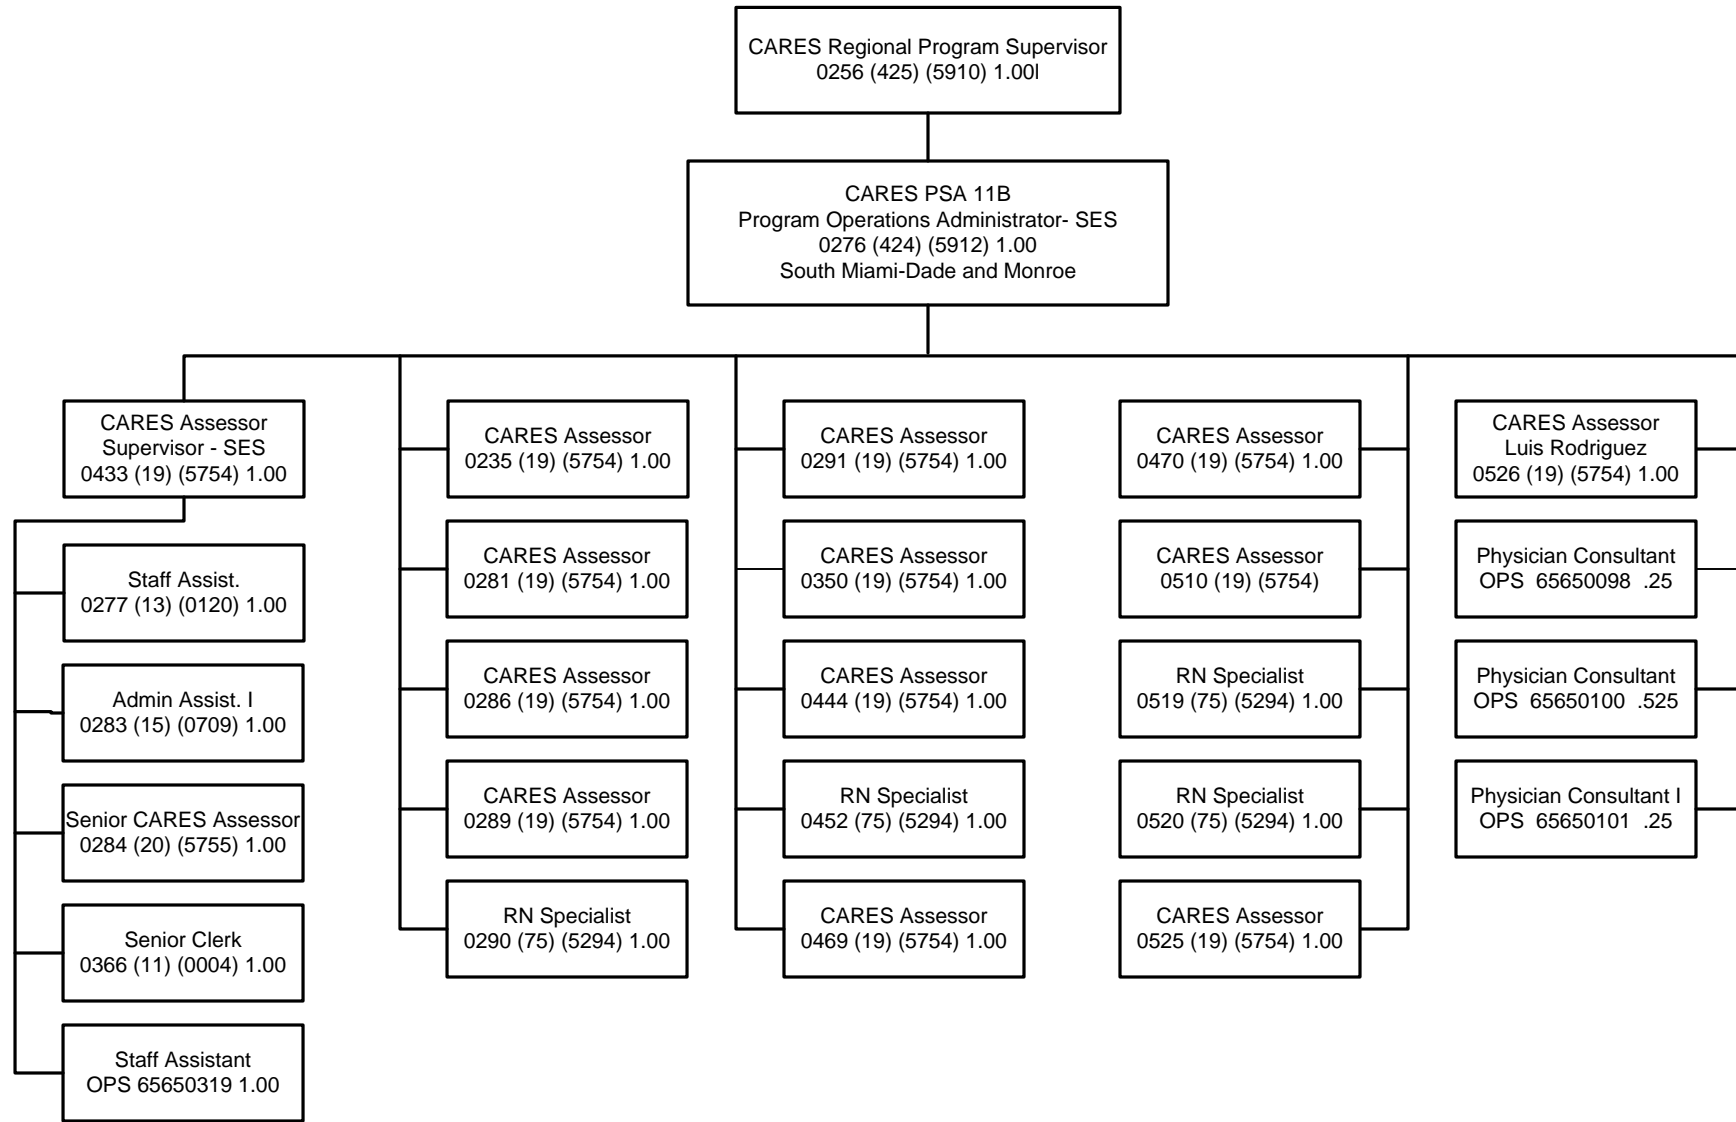 CARES Regional Program Supervisor
0256 (425) (5910) 1.00l
CARES PSA 11B
Program Operations Administrator- SES
0276 (424) (5912) 1.00
South Miami-Dade and Monroe
CARES Assessor
Supervisor - SES
0433 (19) (5754) 1.00
Staff Assist.
0277 (13) (0120) 1.00
Admin Assist. I
0283 (15) (0709) 1.00
Senior CARES Assessor
0284 (20) (5755) 1.00
Senior Clerk
0366 (11) (0004) 1.00
Staff Assistant
OPS 65650319 1.00
CARES Assessor
0235 (19) (5754) 1.00
CARES Assessor
0281 (19) (5754) 1.00
CARES Assessor
0286 (19) (5754) 1.00
CARES Assessor
0289 (19) (5754) 1.00
RN Specialist
0290 (75) (5294) 1.00
CARES Assessor
0291 (19) (5754) 1.00
CARES Assessor
0350 (19) (5754) 1.00
CARES Assessor
0444 (19) (5754) 1.00
RN Specialist
0452 (75) (5294) 1.00
CARES Assessor
0469 (19) (5754) 1.00
CARES Assessor
0470 (19) (5754) 1.00
CARES Assessor
0510 (19) (5754)
RN Specialist
0519 (75) (5294) 1.00
RN Specialist
0520 (75) (5294) 1.00
CARES Assessor
0525 (19) (5754) 1.00
CARES Assessor
Luis Rodriguez
0526 (19) (5754) 1.00
Physician Consultant
OPS 65650098 .25
Physician Consultant
OPS 65650100 .525
Physician Consultant I
OPS 65650101 .25